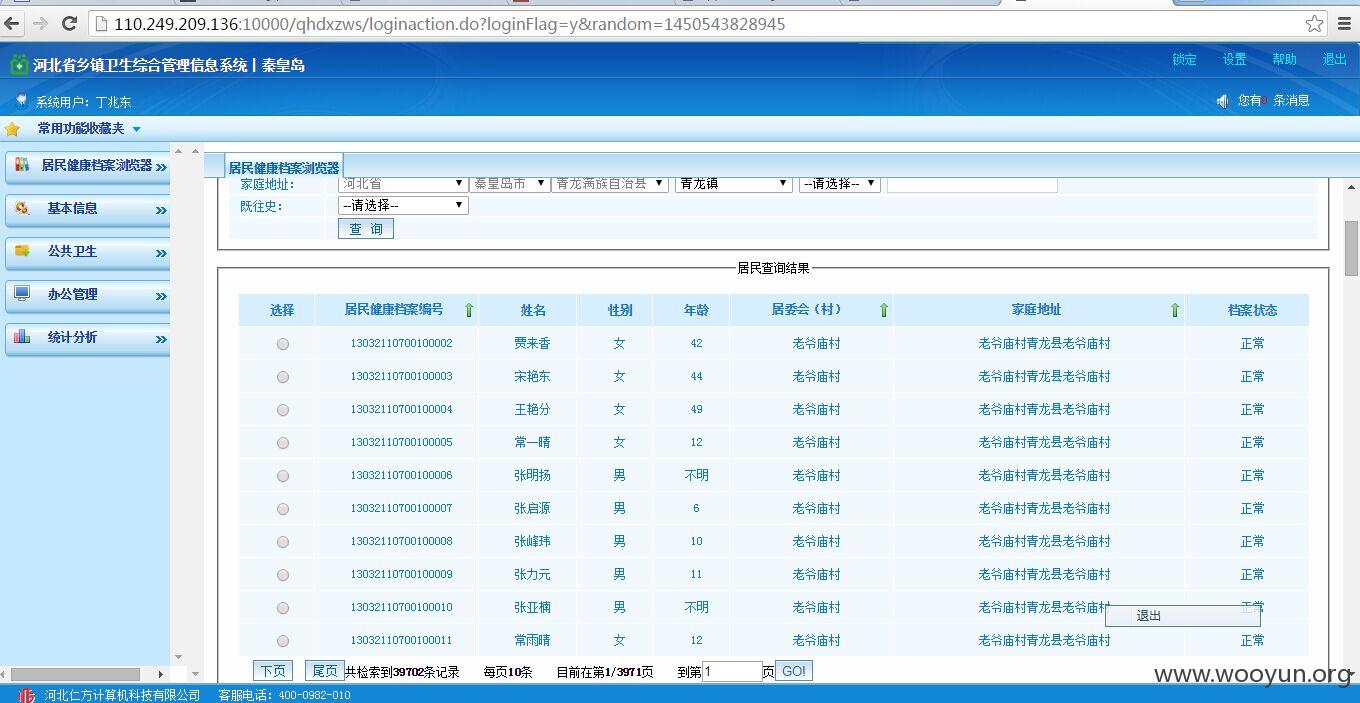 110.249.209.136:10000/qhdxzws/loginaction.do?loginFlag=y&random=1450543828945
河北省乡镇卫生综合管理信息系统丨秦皇岛
锁定 设置 帮助 退出
系统用户：丁兆东
您有0 条消息
常用功能收藏夹
居民健康档案浏览器
基本信息
公共卫生
办公管理
统计分析
居民健康档案浏览器
家庭地址： 河北省 秦皇岛市 青龙满族自治县 青龙镇 --请选择--
既往史： --请选择--
查 询
居民查询结果
选择 居民健康档案编号 姓名 性别 年龄 居委会（村） 家庭地址 档案状态
13032110700100002 贾来香 女 42 老爷庙村 老爷庙村青龙县老爷庙村 正常
13032110700100003 宋艳东 女 44 老爷庙村 老爷庙村青龙县老爷庙村 正常
13032110700100004 王艳分 女 49 老爷庙村 老爷庙村青龙县老爷庙村 正常
13032110700100005 常一晴 女 12 老爷庙村 老爷庙村青龙县老爷庙村 正常
13032110700100006 张明扬 男 不明 老爷庙村 老爷庙村青龙县老爷庙村 正常
13032110700100007 张启源 男 6 老爷庙村 老爷庙村青龙县老爷庙村 正常
13032110700100008 张峰玮 男 10 老爷庙村 老爷庙村青龙县老爷庙村 正常
13032110700100009 张力元 男 11 老爷庙村 老爷庙村青龙县老爷庙村 正常
13032110700100010 张亚楠 男 不明 老爷庙村 老爷庙村青龙县老爷庙村 正常
退出
13032110700100011 常雨晴 女 12 老爷庙村 老爷庙村青龙县老爷庙村 正常
下页 尾页 共检索到39702条记录 每页10条 目前在第1/3971页 到第1页 GO!
www.wooyun.org
河北仁方计算机科技有限公司 客服电话：400-0982-010